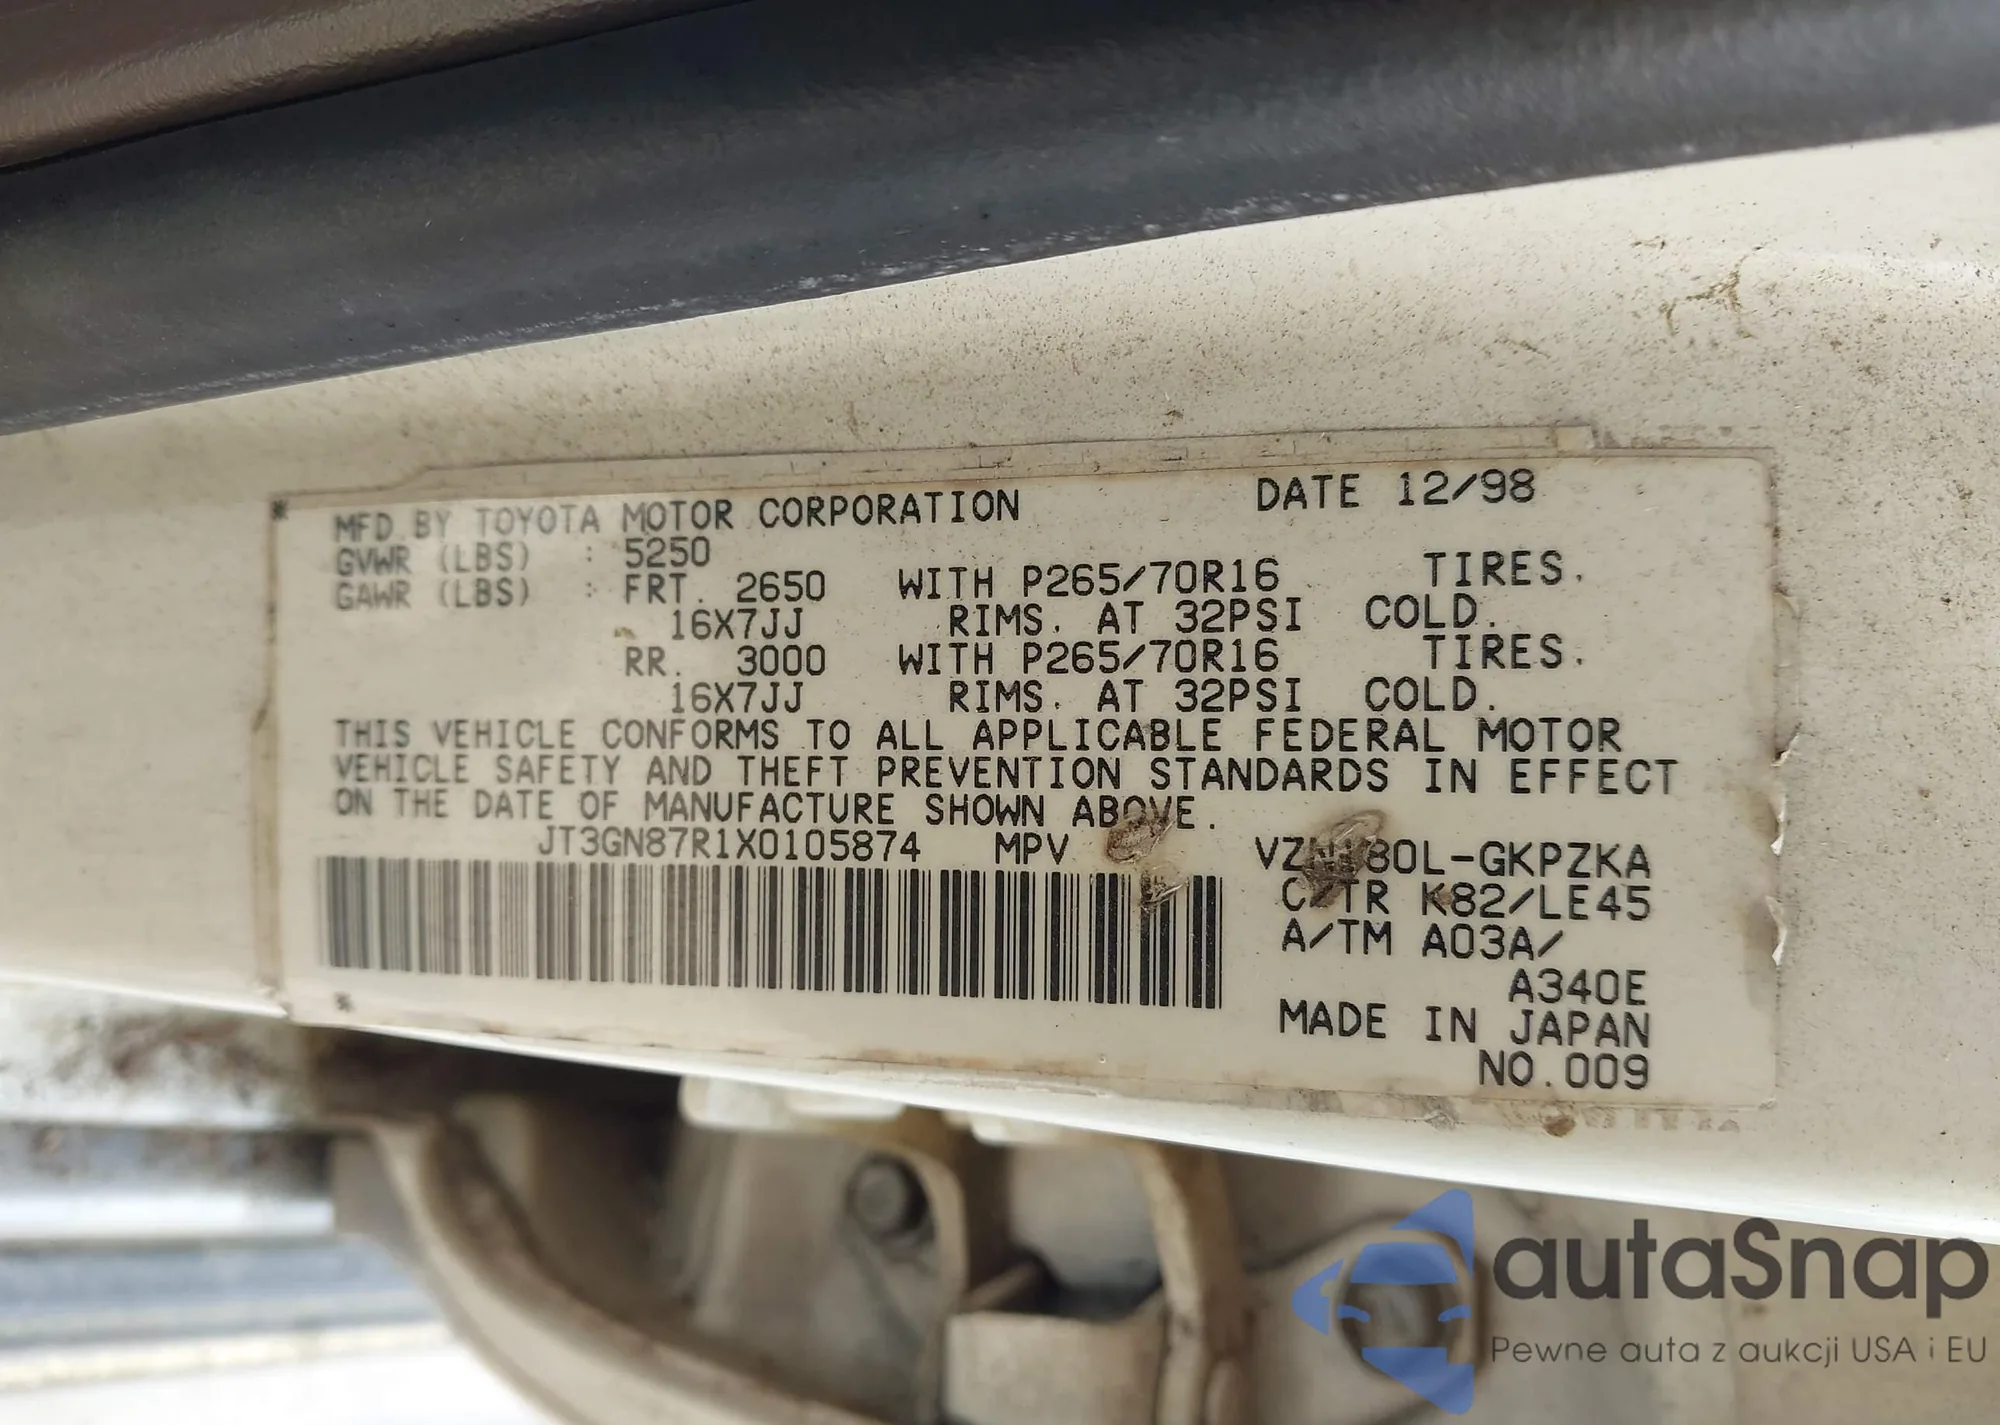 MFD.BY TOYOTA MOTOR CORPORATION DATE 12/98
GVWR (LBS) : 5250
GAWR (LBS) : FRT. 2650 WITH P265/70R16 TIRES.
16X7JJ RIMS. AT 32PSI COLD.
RR. 3000 WITH P265/70R16 TIRES.
16X7JJ RIMS. AT 32PSI COLD.
THIS VEHICLE CONFORMS TO ALL APPLICABLE FEDERAL MOTOR
VEHICLE SAFETY AND THEFT PREVENTION STANDARDS IN EFFECT
ON THE DATE OF MANUFACTURE SHOWN ABOVE.
JT3GN87R1X0105874 MPV
C/TR K82/LE45
A/TM A03A/
A340E
MADE IN JAPAN
NO.009
autaSnap
Pewne auta z aukcji USA i EU